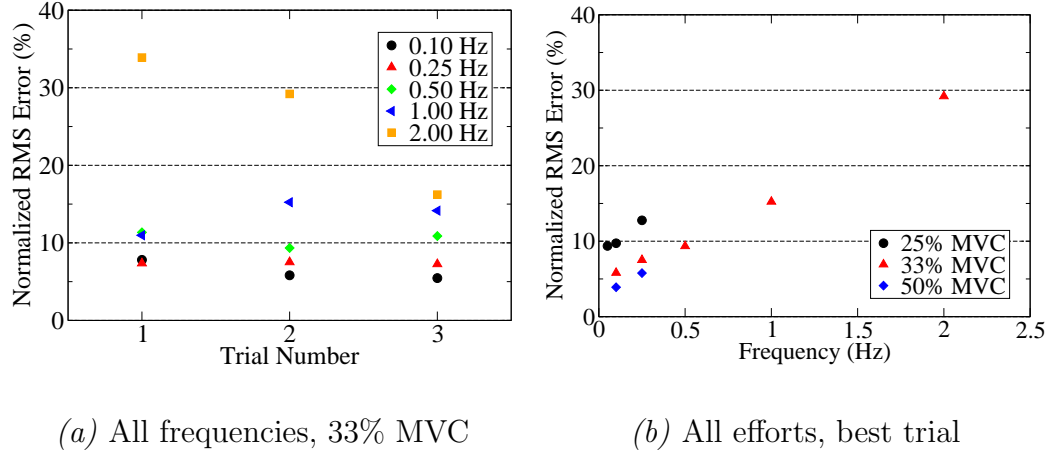 Normalized RMS Error (%)
40
30
20
10
0
0.10 Hz
0.25 Hz
0.50 Hz
1.00 Hz
2.00 Hz
1
2
3
Trial Number
(a) All frequencies, 33% MVC
Normalized RMS Error (%)
40
30
20
10
0
25% MVC
33% MVC
50% MVC
0
0.5
1
1.5
2
2.5
Frequency (Hz)
(b) All efforts, best trial